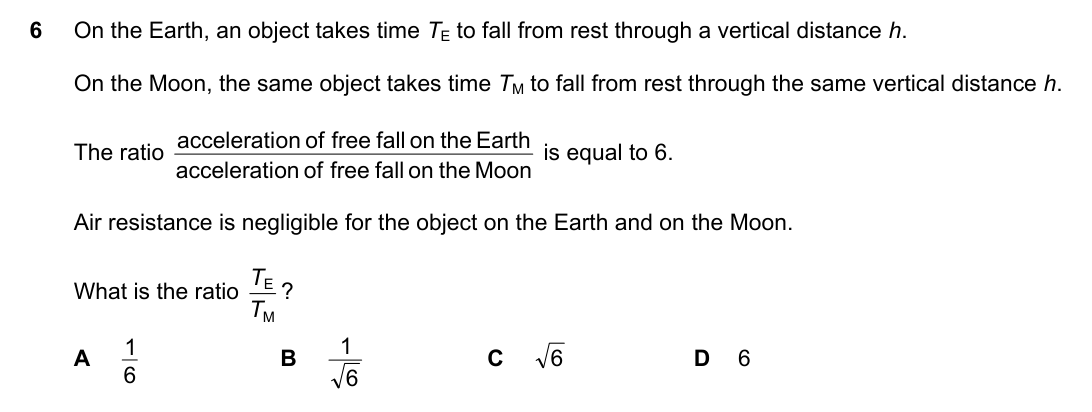 6 On the Earth, an object takes time T_E to fall from rest through a vertical distance h.
On the Moon, the same object takes time T_M to fall from rest through the same vertical distance h.
The ratio acceleration of free fall on the Earth / acceleration of free fall on the Moon is equal to 6.
Air resistance is negligible for the object on the Earth and on the Moon.
What is the ratio T_E / T_M ?
A 1/6 B 1/√6 C √6 D 6